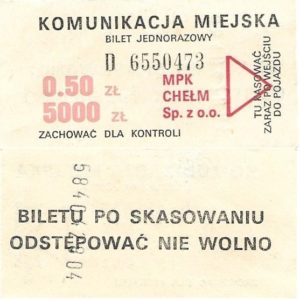 KOMUNIKACJA MIEJSKA
BILET JEDNORAZOWY
D 6550473
0.50 ZŁ
5000 ZŁ
MPK
CHEŁM
Sp. z o.o.
ZACHOWAĆ DLA KONTROLI
TU KASOWAĆ
ZARAZ PO WEJŚCIU
DO POJAZDU
BILETU PO SKASOWANIU
ODSTĘPOWAĆ NIE WOLNO